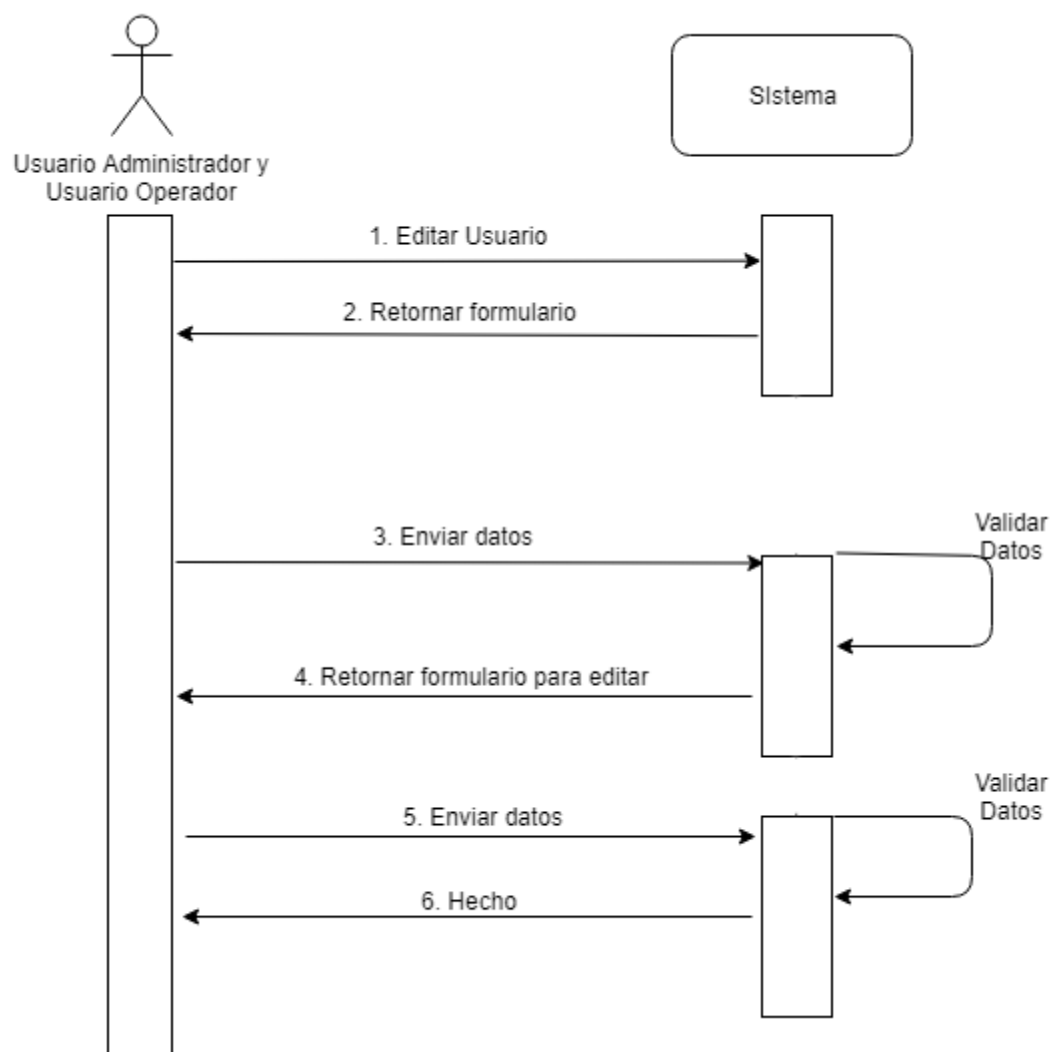 SIstema
Usuario Administrador y
Usuario Operador
1. Editar Usuario
2. Retornar formulario
Validar
Datos
3. Enviar datos
4. Retornar formulario para editar
Validar
Datos
5. Enviar datos
6. Hecho